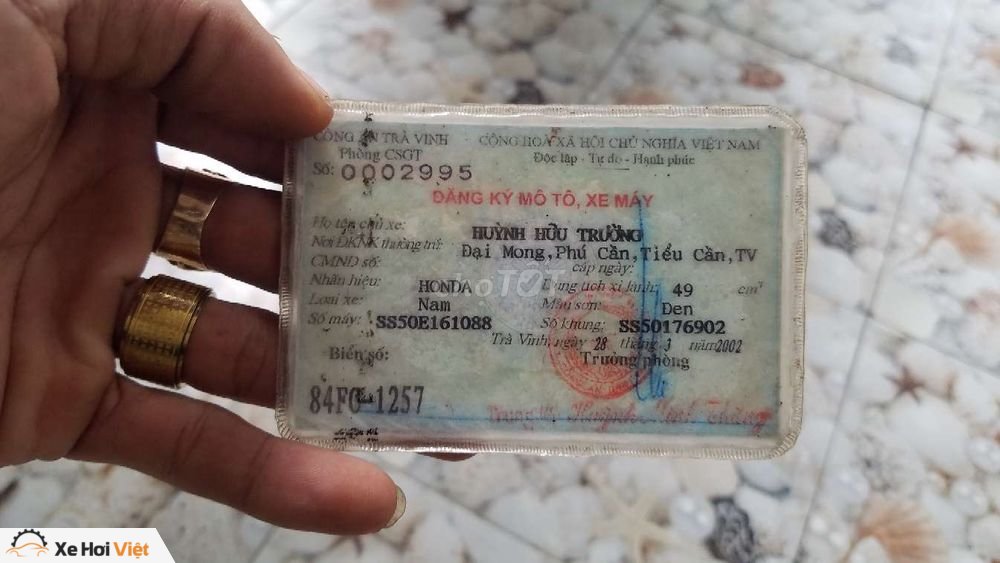 CÔNG AN TRÀ VINH CỘNG HOÀ XÃ HỘI CHỦ NGHĨA VIỆT NAM
Phòng CSGT Độc lập - Tự do - Hạnh phúc
Số: 0002995
ĐĂNG KÝ MÔ TÔ, XE MÁY
Họ tên chủ xe: HUỲNH HỮU TRƯỜNG
Nơi ĐKNK thường trú: Đại Mong,Phú Cần,Tiểu Cần,TV
CMND số: cấp ngày:
Nhãn hiệu: HONDA Dung tích xi lanh: 49 cm³
Loại xe: Nam Màu sơn: Đen
Số máy: SS50E161088 Số khung: SS50176902
Trà Vinh, ngày 28 tháng 3 năm 2002
Biển số: Trưởng phòng
84FC 1257
Xe Hơi Việt